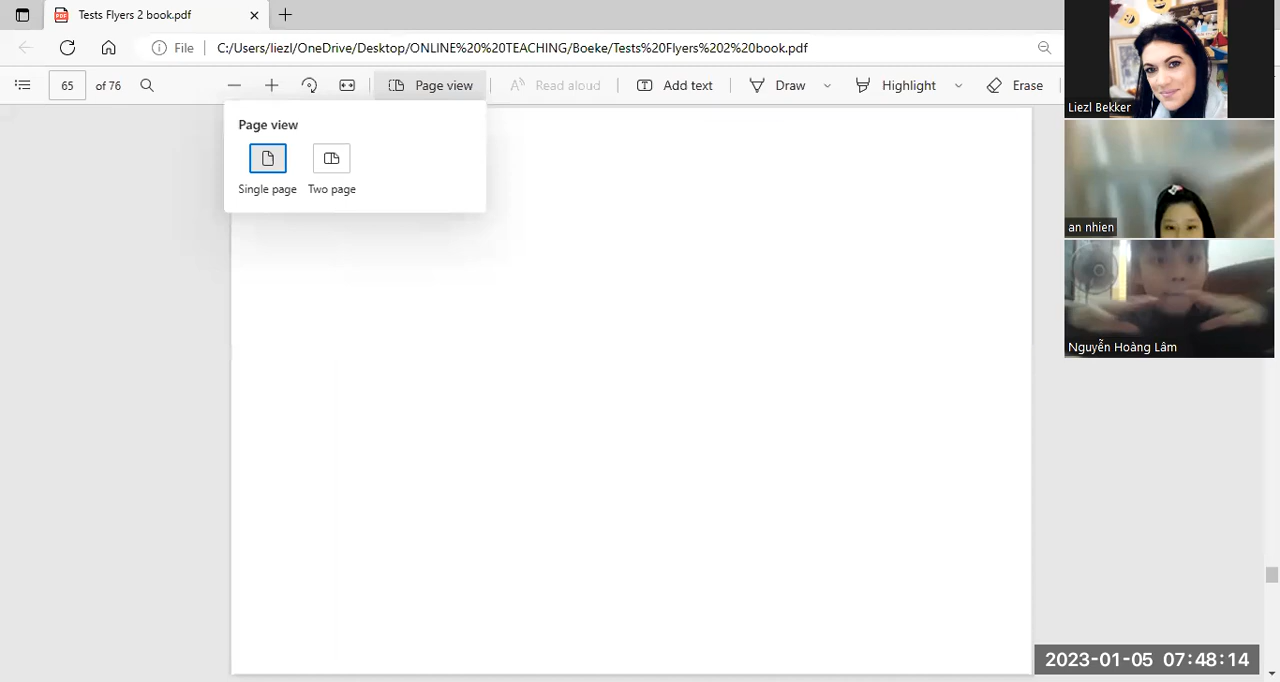 Tests Flyers 2 book.pdf
File C:/Users/liezl/OneDrive/Desktop/ONLINE%20%20TEACHING/Boeke/Tests%20Flyers%202%20book.pdf
65 of 76 Page view Read aloud Add text Draw Highlight Erase
Page view
Single page Two page
Liezl Bekker
an nhien
Nguyễn Hoàng Lâm
2023-01-05 07:48:14